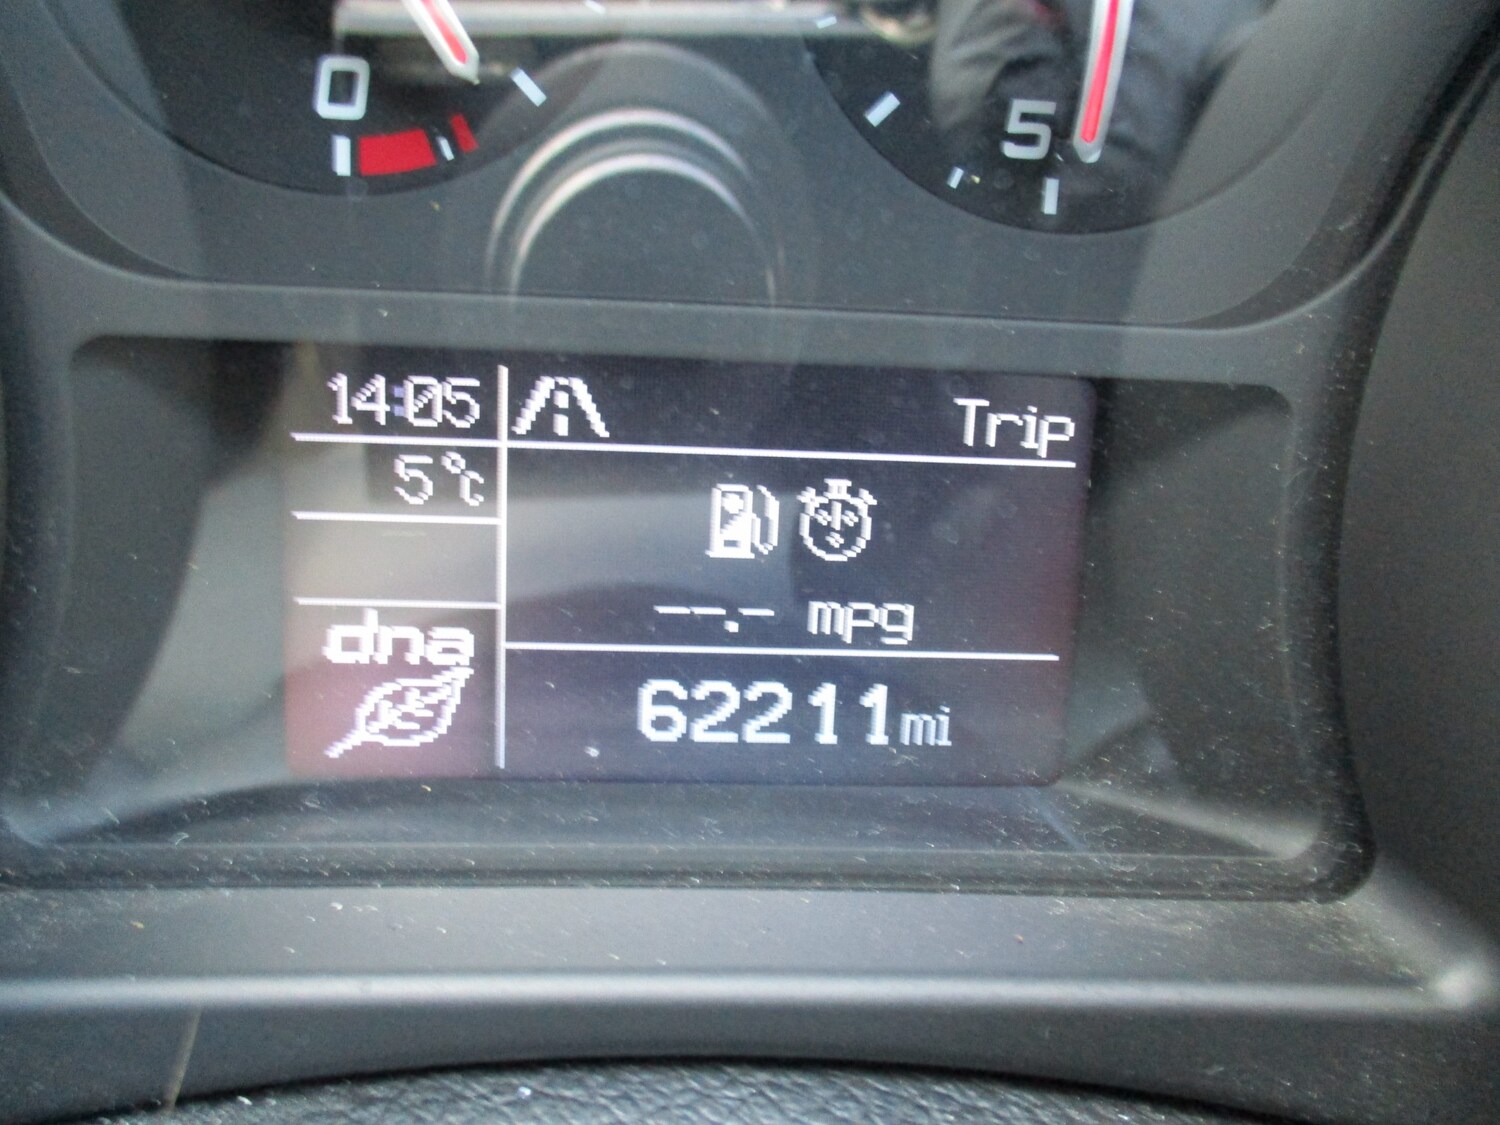 0
5
14:05
Trip
5°c
--.- mpg
dna
62211mi